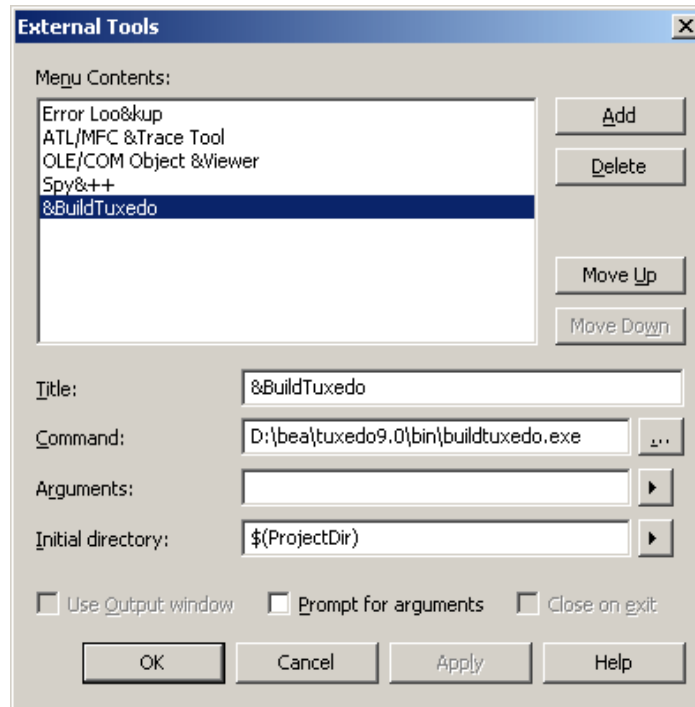 External Tools
Menu Contents:
Error Loo&kup
ATL/MFC &Trace Tool
OLE/COM Object &Viewer
Spy&++
&BuildTuxedo
Add
Delete
Move Up
Move Down
Title:
&BuildTuxedo
Command:
D:\bea\tuxedo9.0\bin\buildtuxedo.exe
...
Arguments:
Initial directory:
$(ProjectDir)
Use Output window
Prompt for arguments
Close on exit
OK
Cancel
Apply
Help